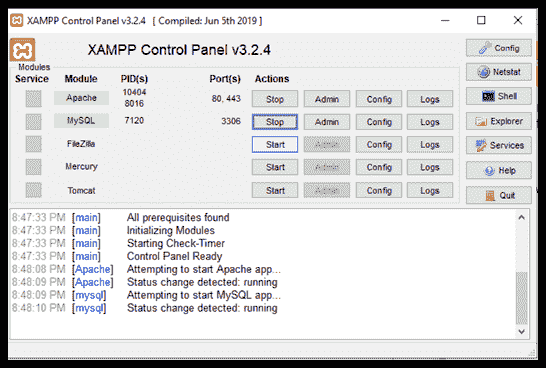 XAMPP Control Panel v3.2.4 [ Compiled: Jun 5th 2019 ]
XAMPP Control Panel v3.2.4
Config
Modules
Service Module PID(s) Port(s) Actions
Netstat
Apache 10404 8016 80, 443 Stop Admin Config Logs
Shell
MySQL 7120 3306 Stop Admin Config Logs
Explorer
FileZilla Start Admin Config Logs
Services
Mercury Start Admin Config Logs
Help
Tomcat Start Admin Config Logs
Quit
8:47:33 PM [main] All prerequisites found
8:47:33 PM [main] Initializing Modules
8:47:33 PM [main] Starting Check-Timer
8:47:33 PM [main] Control Panel Ready
8:48:08 PM [Apache] Attempting to start Apache app...
8:48:09 PM [Apache] Status change detected: running
8:48:09 PM [mysql] Attempting to start MySQL app...
8:48:10 PM [mysql] Status change detected: running